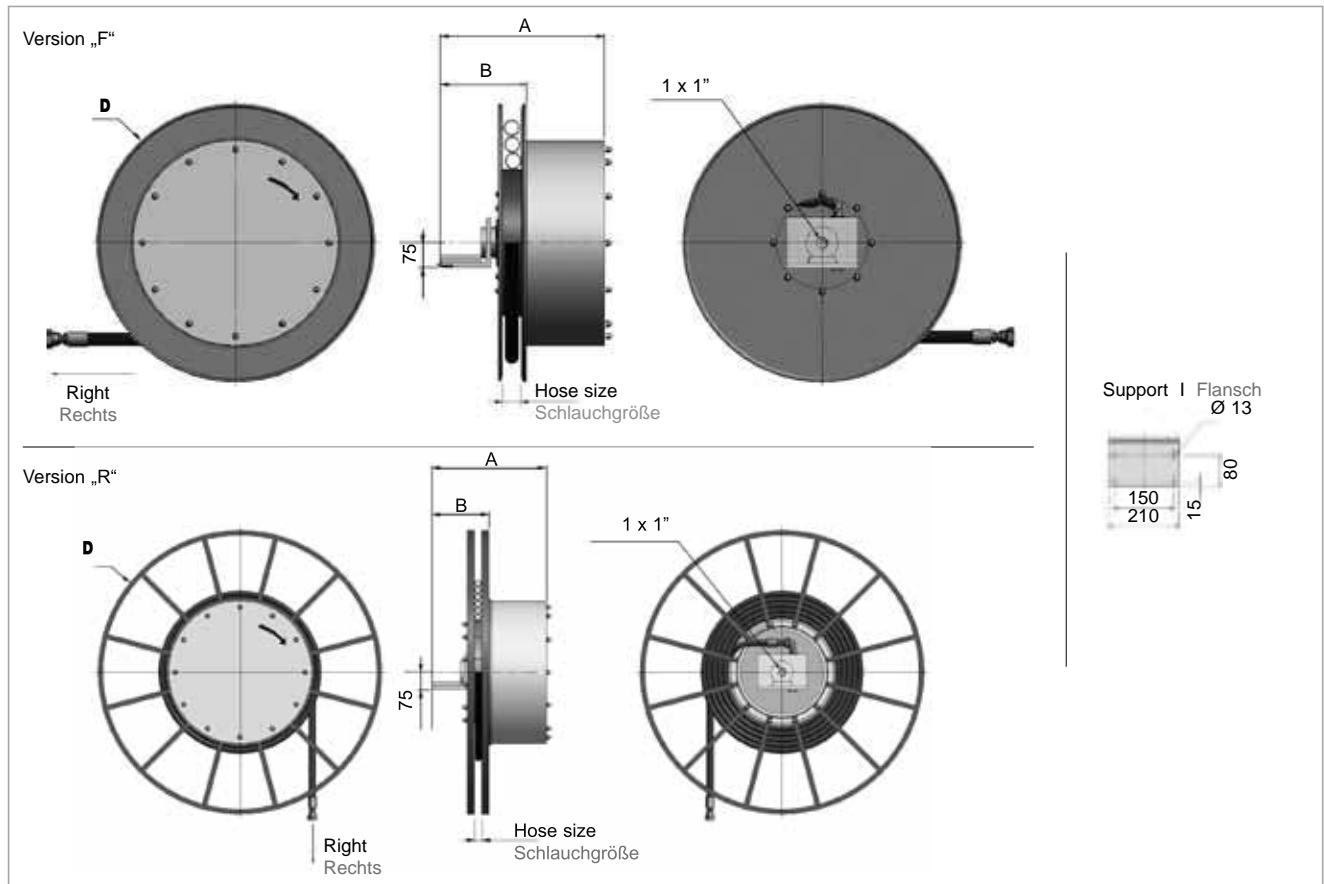 Version „F“
A
B
1 x 1”
D
75
Right
Rechts
Hose size
Schlauchgröße
Support I Flansch
Ø 13
80
150
15
210
Version „R“
A
B
1 x 1”
D
75
Hose size
Schlauchgröße
Right
Rechts